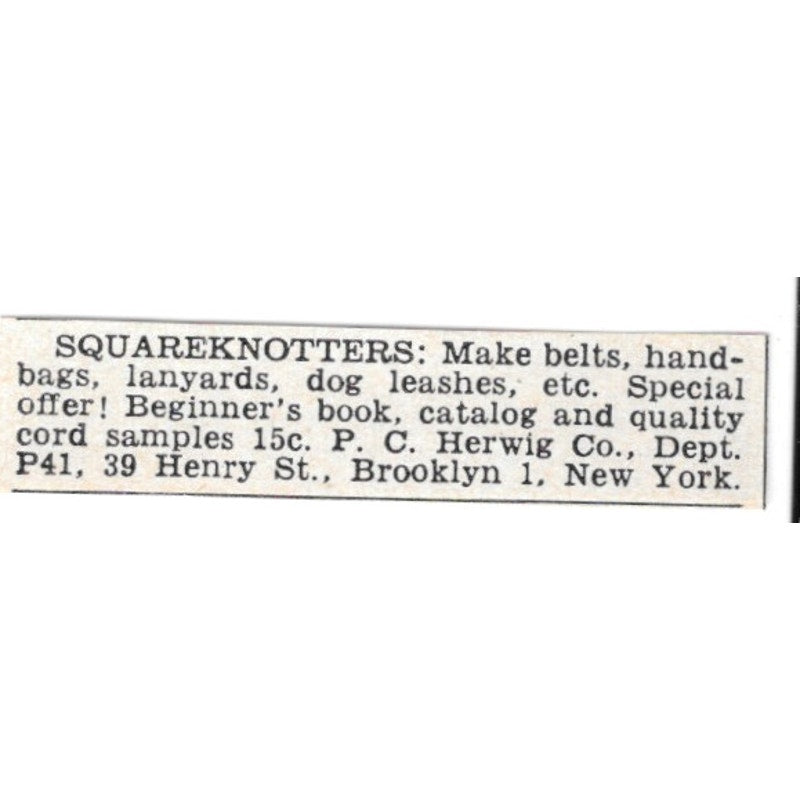 SQUAREKNOTTERS: Make belts, hand-
bags, lanyards, dog leashes, etc. Special
offer! Beginner's book, catalog and quality
cord samples 15c. P. C. Herwig Co., Dept.
P41, 39 Henry St., Brooklyn 1, New York.